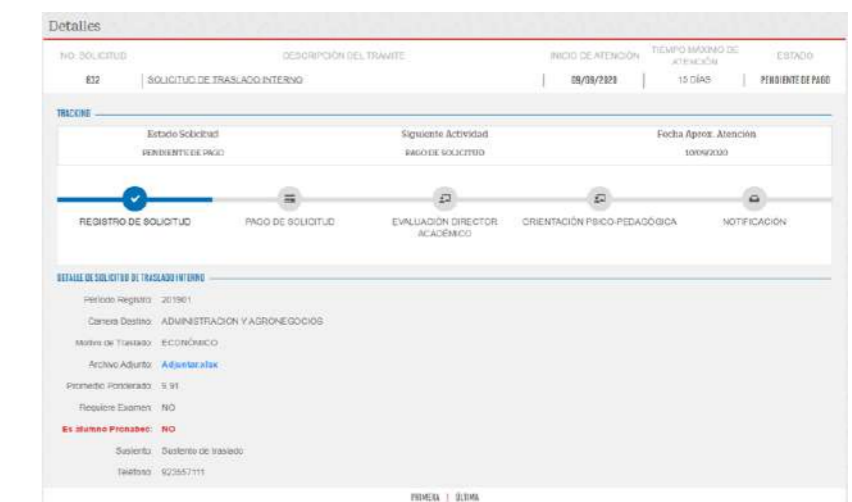 Detalles
NO. SOLICITUD DESCRIPCIÓN DEL TRÁMITE INICIO DE ATENCIÓN TIEMPO MÁXIMO DE ATENCIÓN ESTADO
632 SOLICITUD DE TRASLADO INTERNO 09/09/2020 15 DÍAS PENDIENTE DE PAGO
TRACKING
Estado Solicitud Siguiente Actividad Fecha Aprox. Atención
PENDIENTE DE PAGO PAGO DE SOLICITUD 10/09/2020
REGISTRO DE SOLICITUD PAGO DE SOLICITUD EVALUACIÓN DIRECTOR ACADÉMICO ORIENTACIÓN PSICO-PEDAGÓGICA NOTIFICACIÓN
DETALLE DE SOLICITUD DE TRASLADO INTERNO
Período Registro: 201901
Carrera Destino: ADMINISTRACION Y AGRONEGOCIOS
Motivo de Traslado: ECONÓMICO
Archivo Adjunto: Adjuntar.xlsx
Promedio Ponderado: 9.91
Requiere Examen: NO
Es alumno Pronabec: NO
Sustento: Sustento de traslado
Teléfono: 923557111
PRIMERA | ÚLTIMA